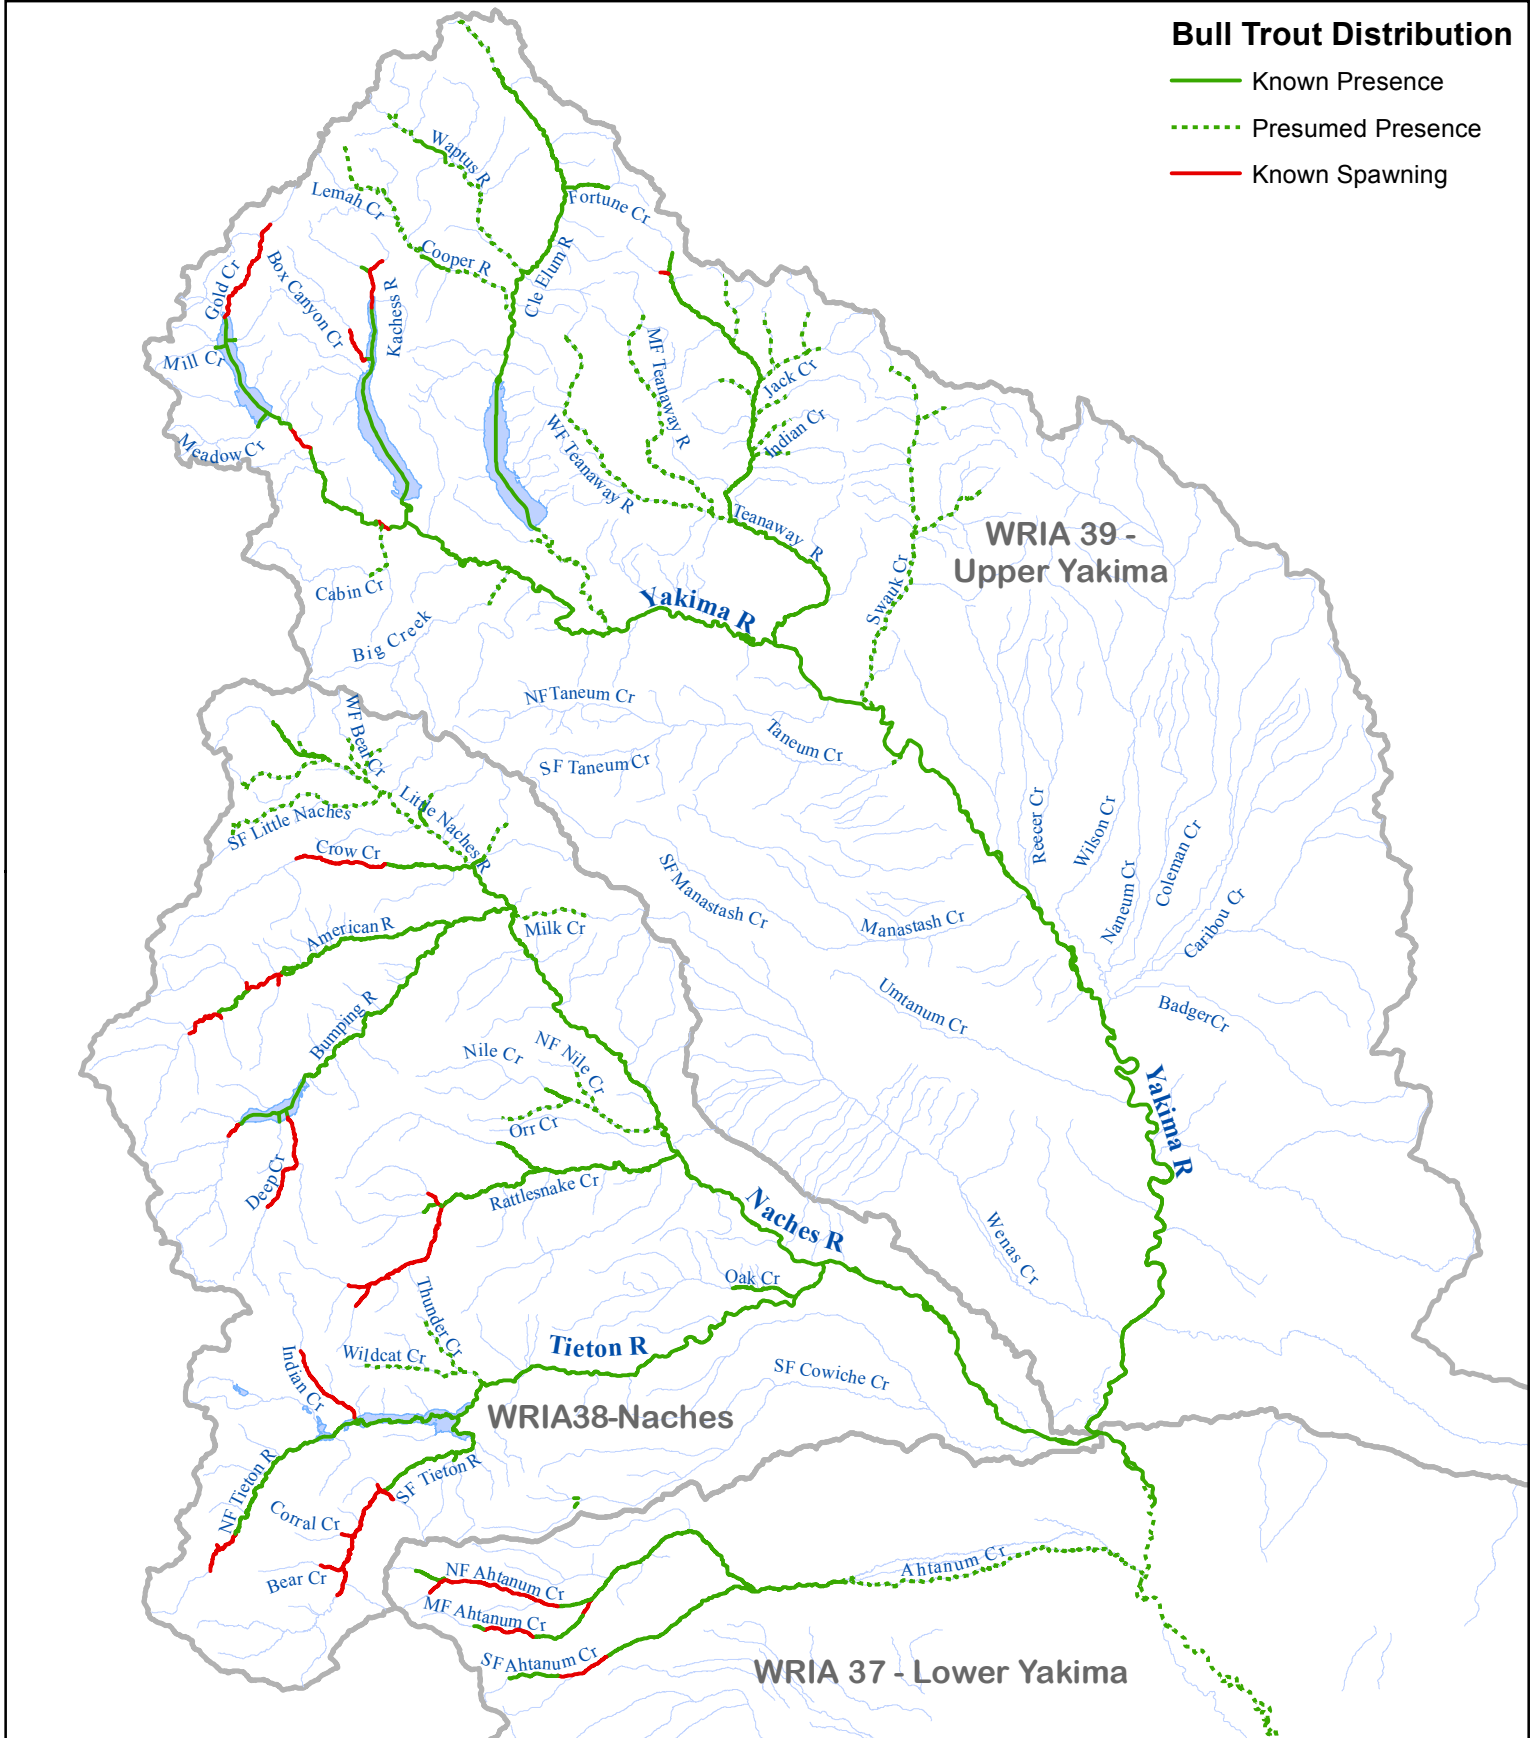 Bull Trout Distribution
Known Presence
Presumed Presence
Known Spawning
Waptus R
Lemah Cr
Fortune Cr
Cooper R
Cle Elum R
Gold Cr
Box Canyon Cr
Kachess R
Mill Cr
MF Teanaway R
Jack Cr
Indian Cr
Meadow Cr
WF Teanaway R
Teanaway R
WRIA 39 -
Upper Yakima
Swauk Cr
Cabin Cr
Yakima R
Big Creek
NF Taneum Cr
WF Bear Cr
Taneum Cr
SF Taneum Cr
Little Naches R
SF Little Naches
Crow Cr
Reecer Cr
Wilson Cr
Coleman Cr
Naneum Cr
Caribou Cr
SF Manastash Cr
Manastash Cr
American R
Milk Cr
Umtanum Cr
Badger Cr
Bumping R
Nile Cr
NF Nile Cr
Orr Cr
Yakima R
Deep Cr
Rattlesnake Cr
Naches R
Wenas Cr
Oak Cr
Thunder Cr
Tieton R
Wildcat Cr
Indian Cr
SF Cowiche Cr
WRIA38-Naches
NF Tieton R
SF Tieton R
Corral Cr
Bear Cr
NF Ahtanum Cr
Ahtanum Cr
MF Ahtanum Cr
SF Ahtanum Cr
WRIA 37 - Lower Yakima